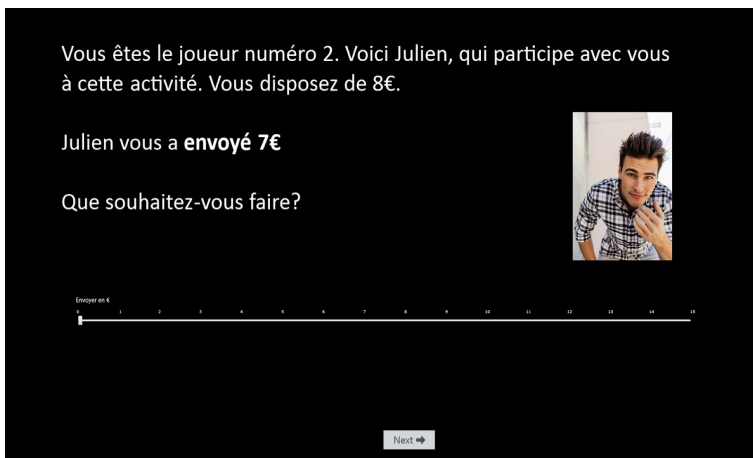 Vous êtes le joueur numéro 2. Voici Julien, qui participe avec vous
à cette activité. Vous disposez de 8€.
Julien vous a envoyé 7€
Que souhaitez-vous faire?
Envoyer en €
0 1 2 3 4 5 6 7 8 9 10 11 12 13 14 15
Next